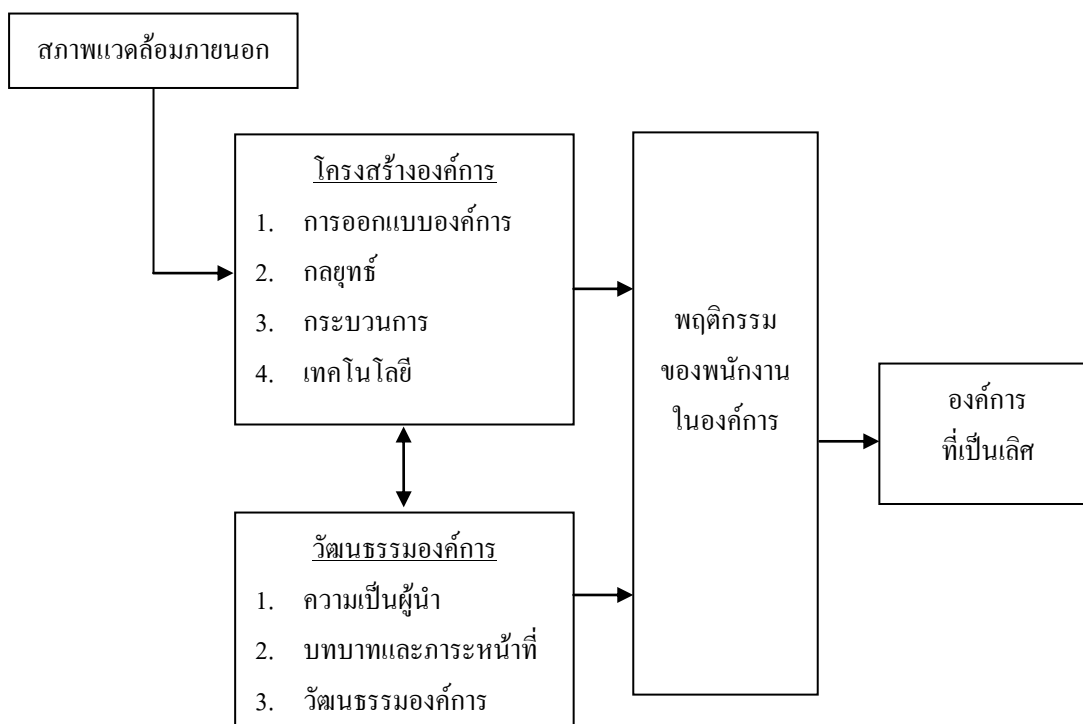 สภาพแวดล้อมภายนอก
โครงสร้างองค์การ
1. การออกแบบองค์การ
2. กลยุทธ์
3. กระบวนการ
4. เทคโนโลยี
วัฒนธรรมองค์การ
1. ความเป็นผู้นำ
2. บทบาทและภาระหน้าที่
3. วัฒนธรรมองค์การ
พฤติกรรม
ของพนักงาน
ในองค์การ
องค์การ
ที่เป็นเลิศ